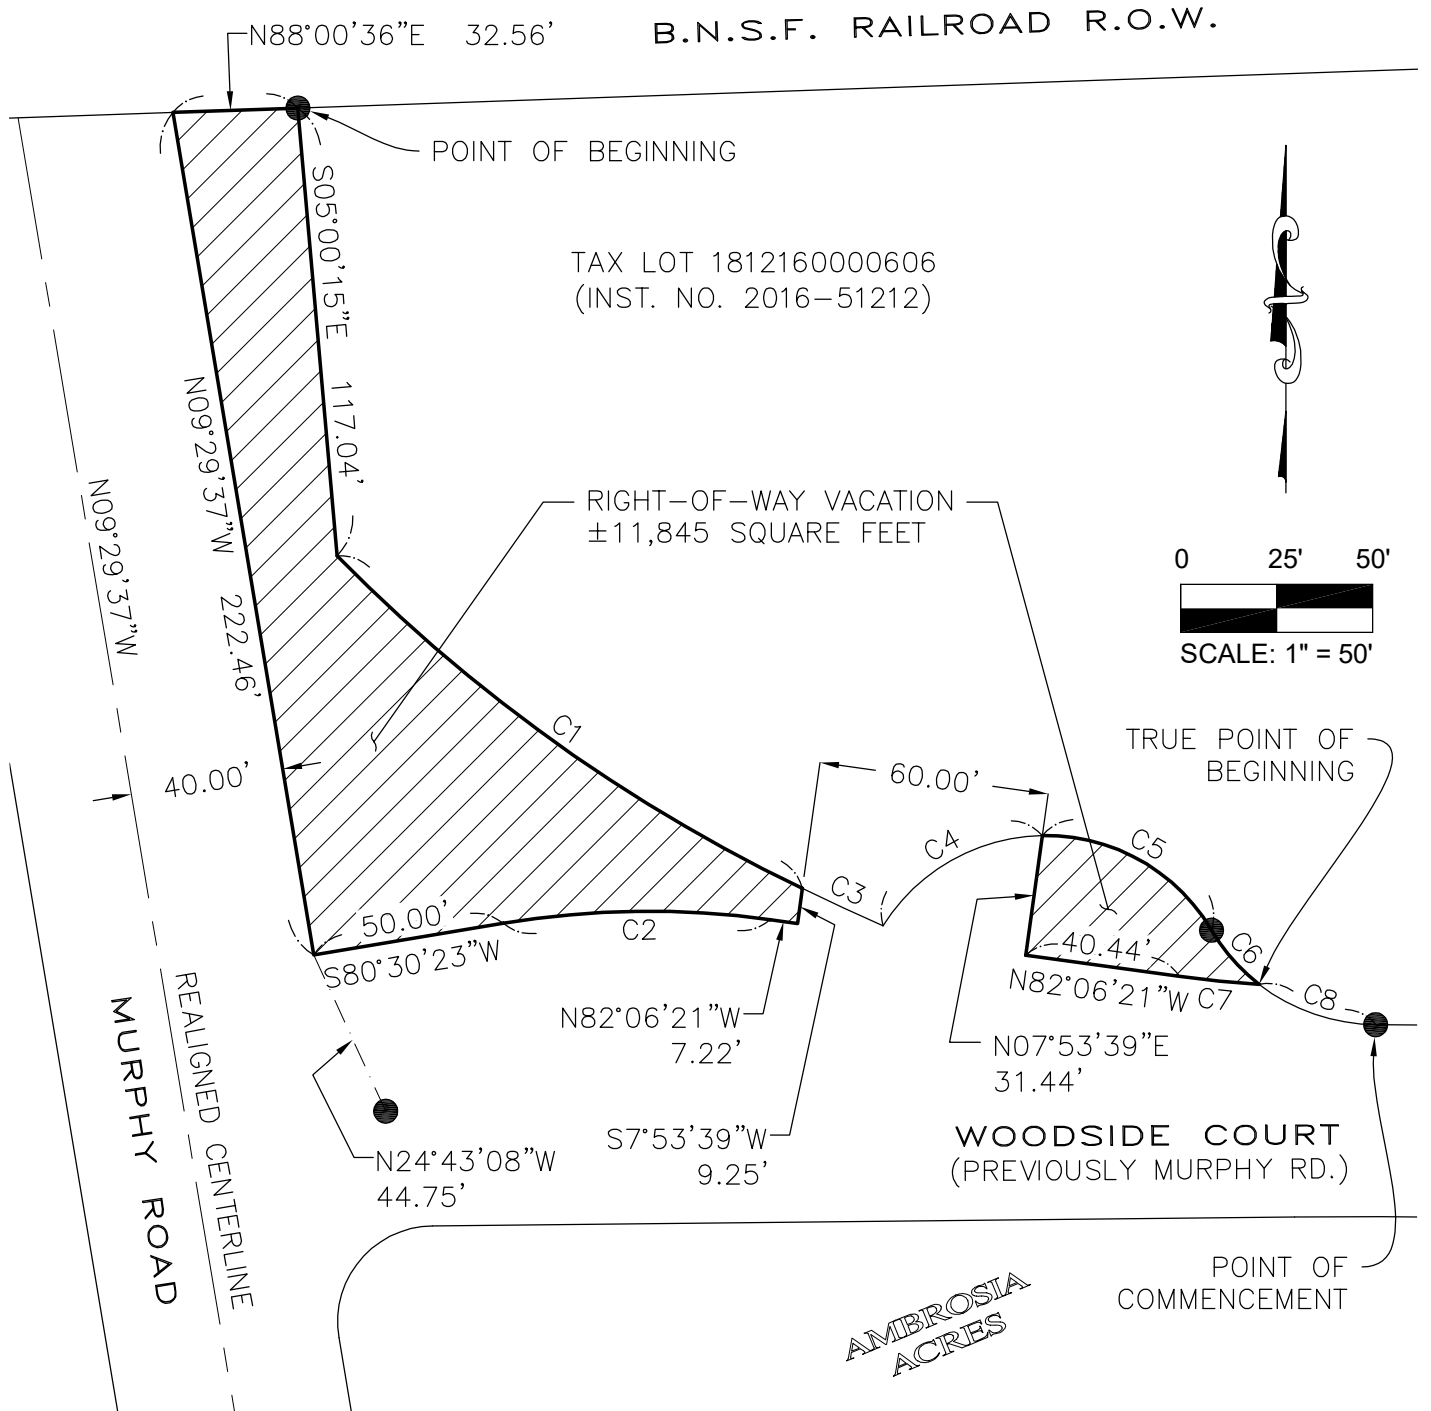 N88°00'36"E 32.56'
B.N.S.F. RAILROAD R.O.W.
POINT OF BEGINNING
S05°00'15"E 117.04'
TAX LOT 1812160000606
(INST. NO. 2016-51212)
N09°29'37"W 222.46'
N09°29'37"W
RIGHT-OF-WAY VACATION
±11,845 SQUARE FEET
0 25' 50'
SCALE: 1" = 50'
C1
40.00'
60.00'
TRUE POINT OF
BEGINNING
C3
C4
C5
50.00'
S80°30'23"W
C2
40.44'
C6
N82°06'21"W
C7
C8
N82°06'21"W
7.22'
N07°53'39"E
31.44'
S7°53'39"W
9.25'
WOODSIDE COURT
(PREVIOUSLY MURPHY RD.)
N24°43'08"W
44.75'
REALIGNED CENTERLINE
MURPHY ROAD
POINT OF
COMMENCEMENT
AMBROSIA
ACRES